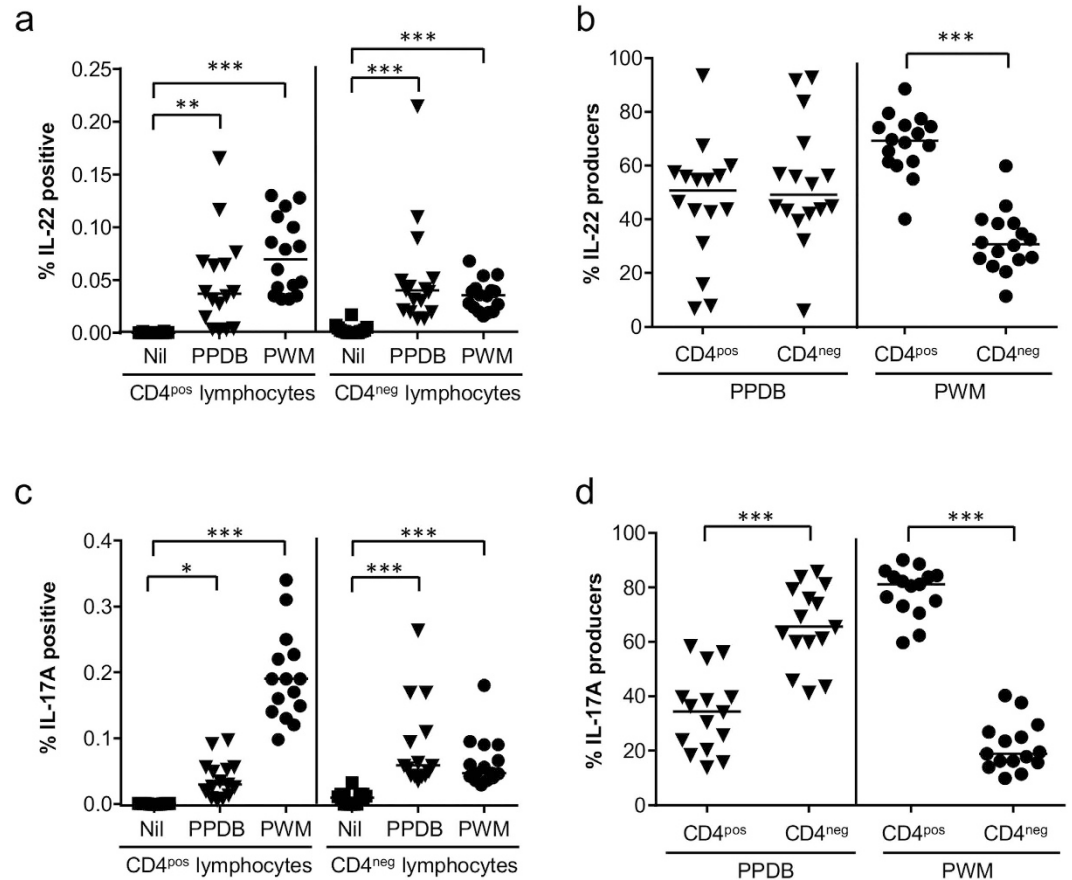 a
% IL-22 positive
0.25
0.20
0.15
0.10
0.05
0.00
***
**
***
***
Nil PPDB PWM Nil PPDB PWM
CD4pos lymphocytes CD4neg lymphocytes
b
% IL-22 producers
100
80
60
40
20
0
***
CD4pos CD4neg CD4pos CD4neg
PPDB PWM
c
% IL-17A positive
0.4
0.3
0.2
0.1
0.0
***
*
***
***
Nil PPDB PWM Nil PPDB PWM
CD4pos lymphocytes CD4neg lymphocytes
d
% IL-17A producers
100
80
60
40
20
0
*** ***
CD4pos CD4neg CD4pos CD4neg
PPDB PWM